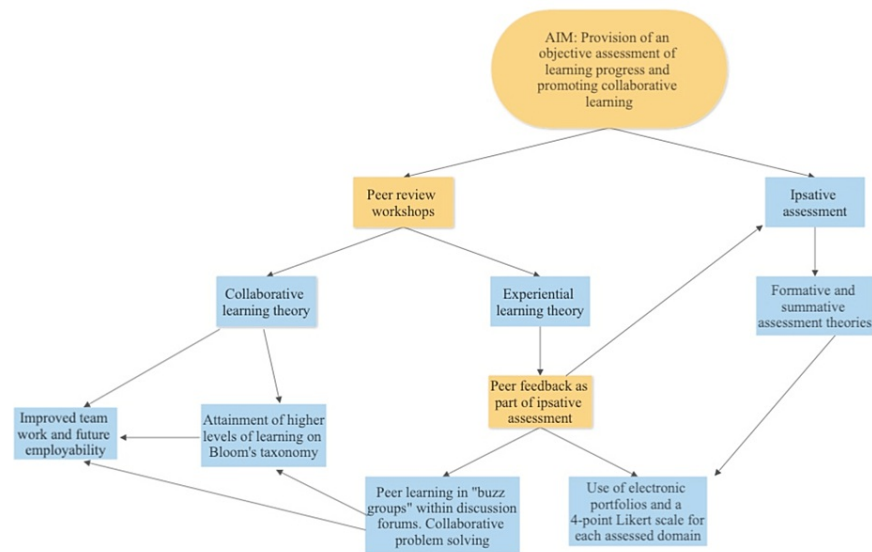 AIM: Provision of an
objective assessment of
learning progress and
promoting collaborative
learning
Peer review
workshops
Ipsative
assessment
Collaborative
learning theory
Experiential
learning theory
Formative and
summative
assessment theories
Peer feedback as
part of ipsative
assessment
Improved team
work and future
employability
Attainment of higher
levels of learning on
Bloom's taxonomy
Peer learning in "buzz
groups" within discussion
forums. Collaborative
problem solving
Use of electronic
portfolios and a
4-point Likert scale for
each assessed domain